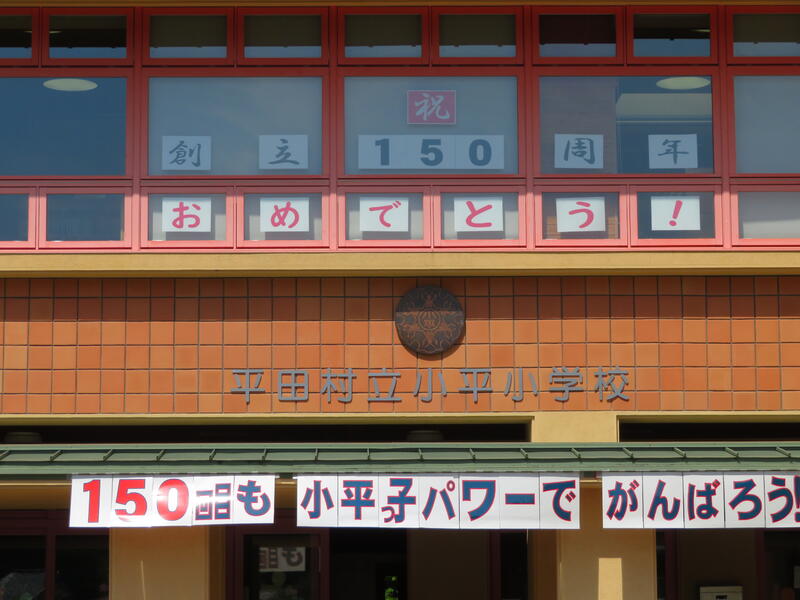 祝
創立150周年
おめでとう!
平田村立小平小学校
150周目も 小平っ子パワーで がんばろう!!